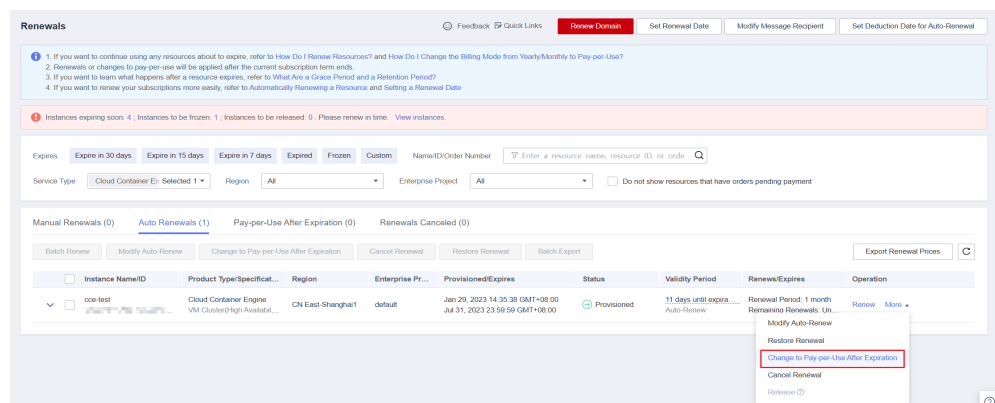 Renewals
Feedback Quick Links Renew Domain Set Renewal Date Modify Message Recipient Set Deduction Date for Auto-Renewal
1. If you want to continue using any resources about to expire, refer to How Do I Renew Resources? and How Do I Change the Billing Mode from Yearly/Monthly to Pay-per-Use?
2. Renewals or changes to pay-per-use will be applied after the current subscription term ends.
3. If you want to learn what happens after a resource expires, refer to What Are a Grace Period and a Retention Period?
4. If you want to renew your subscriptions more easily, refer to Automatically Renewing a Resource and Setting a Renewal Date
Instances expiring soon: 4 ; Instances to be frozen: 1 ; Instances to be released: 0 . Please renew in time. View instances.
Expires Expire in 30 days Expire in 15 days Expire in 7 days Expired Frozen Custom Name/ID/Order Number Enter a resource name, resource ID, or orde
Service Type Cloud Container En Selected 1 Region All Enterprise Project All Do not show resources that have orders pending payment
Manual Renewals (0) Auto Renewals (1) Pay-per-Use After Expiration (0) Renewals Canceled (0)
Batch Renew Modify Auto-Renew Change to Pay-per-Use After Expiration Cancel Renewal Restore Renewal Batch Export Export Renewal Prices
Instance Name/ID Product Type/Specificat... Region Enterprise Pr... Provisioned/Expires Status Validity Period Renews/Expires Operation
cce-test Cloud Container Engine CN East-Shanghai1 default Jan 29, 2023 14:35:38 GMT+08:00 Provisioned 11 days until expira... Renewal Period: 1 month Renew More
VM Cluster(High Availabil... Jul 31, 2023 23:59:59 GMT+08:00 Auto-Renew Remaining Renewals: Un...
Modify Auto-Renew
Restore Renewal
Change to Pay-per-Use After Expiration
Cancel Renewal
Release